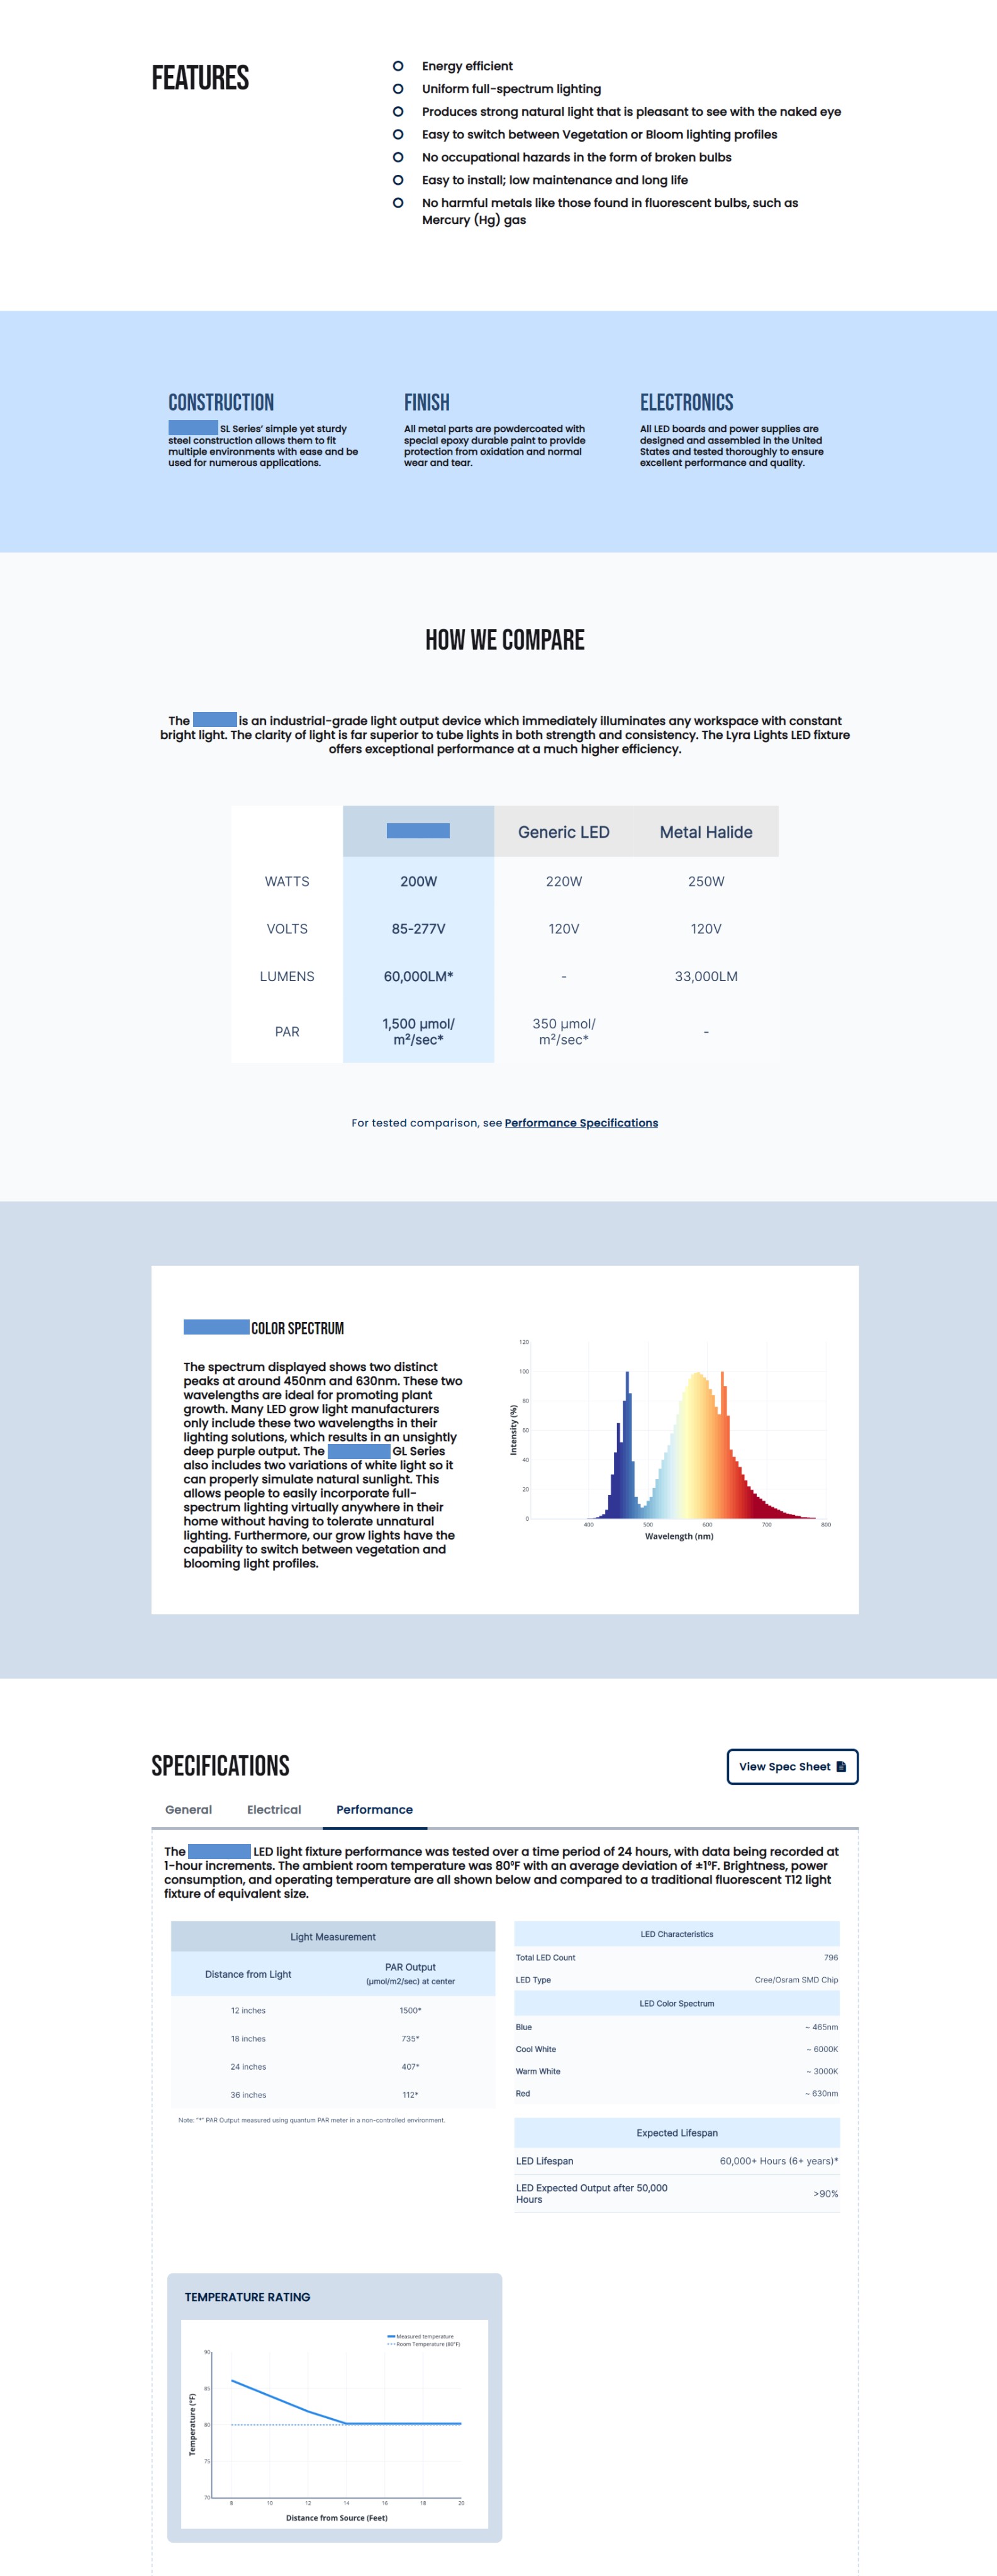 FEATURES
Energy efficient
Uniform full-spectrum lighting
Produces strong natural light that is pleasant to see with the naked eye
Easy to switch between Vegetation or Bloom lighting profiles
No occupational hazards in the form of broken bulbs
Easy to install; low maintenance and long life
No harmful metals like those found in fluorescent bulbs, such as
Mercury (Hg) gas
CONSTRUCTION
SL Series' simple yet sturdy
steel construction allows them to fit
multiple environments with ease and be
used for numerous applications.
FINISH
All metal parts are powdercoated with
special epoxy durable paint to provide
protection from oxidation and normal
wear and tear.
ELECTRONICS
All LED boards and power supplies are
designed and assembled in the United
States and tested thoroughly to ensure
excellent performance and quality.
HOW WE COMPARE
The is an industrial-grade light output device which immediately illuminates any workspace with constant
bright light. The clarity of light is far superior to tube lights in both strength and consistency. The Lyra Lights LED fixture
offers exceptional performance at a much higher efficiency.
Generic LED Metal Halide
WATTS 200W 220W 250W
VOLTS 85-277V 120V 120V
LUMENS 60,000LM* - 33,000LM
PAR 1,500 µmol/ m²/sec* 350 µmol/ m²/sec* -
For tested comparison, see Performance Specifications
COLOR SPECTRUM
The spectrum displayed shows two distinct
peaks at around 450nm and 630nm. These two
wavelengths are ideal for promoting plant
growth. Many LED grow light manufacturers
only include these two wavelengths in their
lighting solutions, which results in an unsightly
deep purple output. The GL Series
also includes two variations of white light so it
can properly simulate natural sunlight. This
allows people to easily incorporate full-
spectrum lighting virtually anywhere in their
home without having to tolerate unnatural
lighting. Furthermore, our grow lights have the
capability to switch between vegetation and
blooming light profiles.
120
100
80
60
40
20
0
Intensity (%)
400 500 600 700 800
Wavelength (nm)
SPECIFICATIONS
View Spec Sheet
General Electrical Performance
The LED light fixture performance was tested over a time period of 24 hours, with data being recorded at
1-hour increments. The ambient room temperature was 80°F with an average deviation of ±1°F. Brightness, power
consumption, and operating temperature are all shown below and compared to a traditional fluorescent T12 light
fixture of equivalent size.
Light Measurement
Distance from Light PAR Output
(µmol/m2/sec) at center
12 inches 1500*
18 inches 735*
24 inches 407*
36 inches 112*
Note: "*" PAR Output measured using quantum PAR meter in a non-controlled environment.
LED Characteristics
Total LED Count 796
LED Type Cree/Osram SMD Chip
LED Color Spectrum
Blue ~ 465nm
Cool White ~ 6000K
Warm White ~ 3000K
Red ~ 630nm
Expected Lifespan
LED Lifespan 60,000+ Hours (6+ years)*
LED Expected Output after 50,000
Hours >90%
TEMPERATURE RATING
Measured temperature
Room Temperature (80°F)
90
85
80
75
70
Temperature (°F)
8 10 12 14 16 18 20
Distance from Source (Feet)